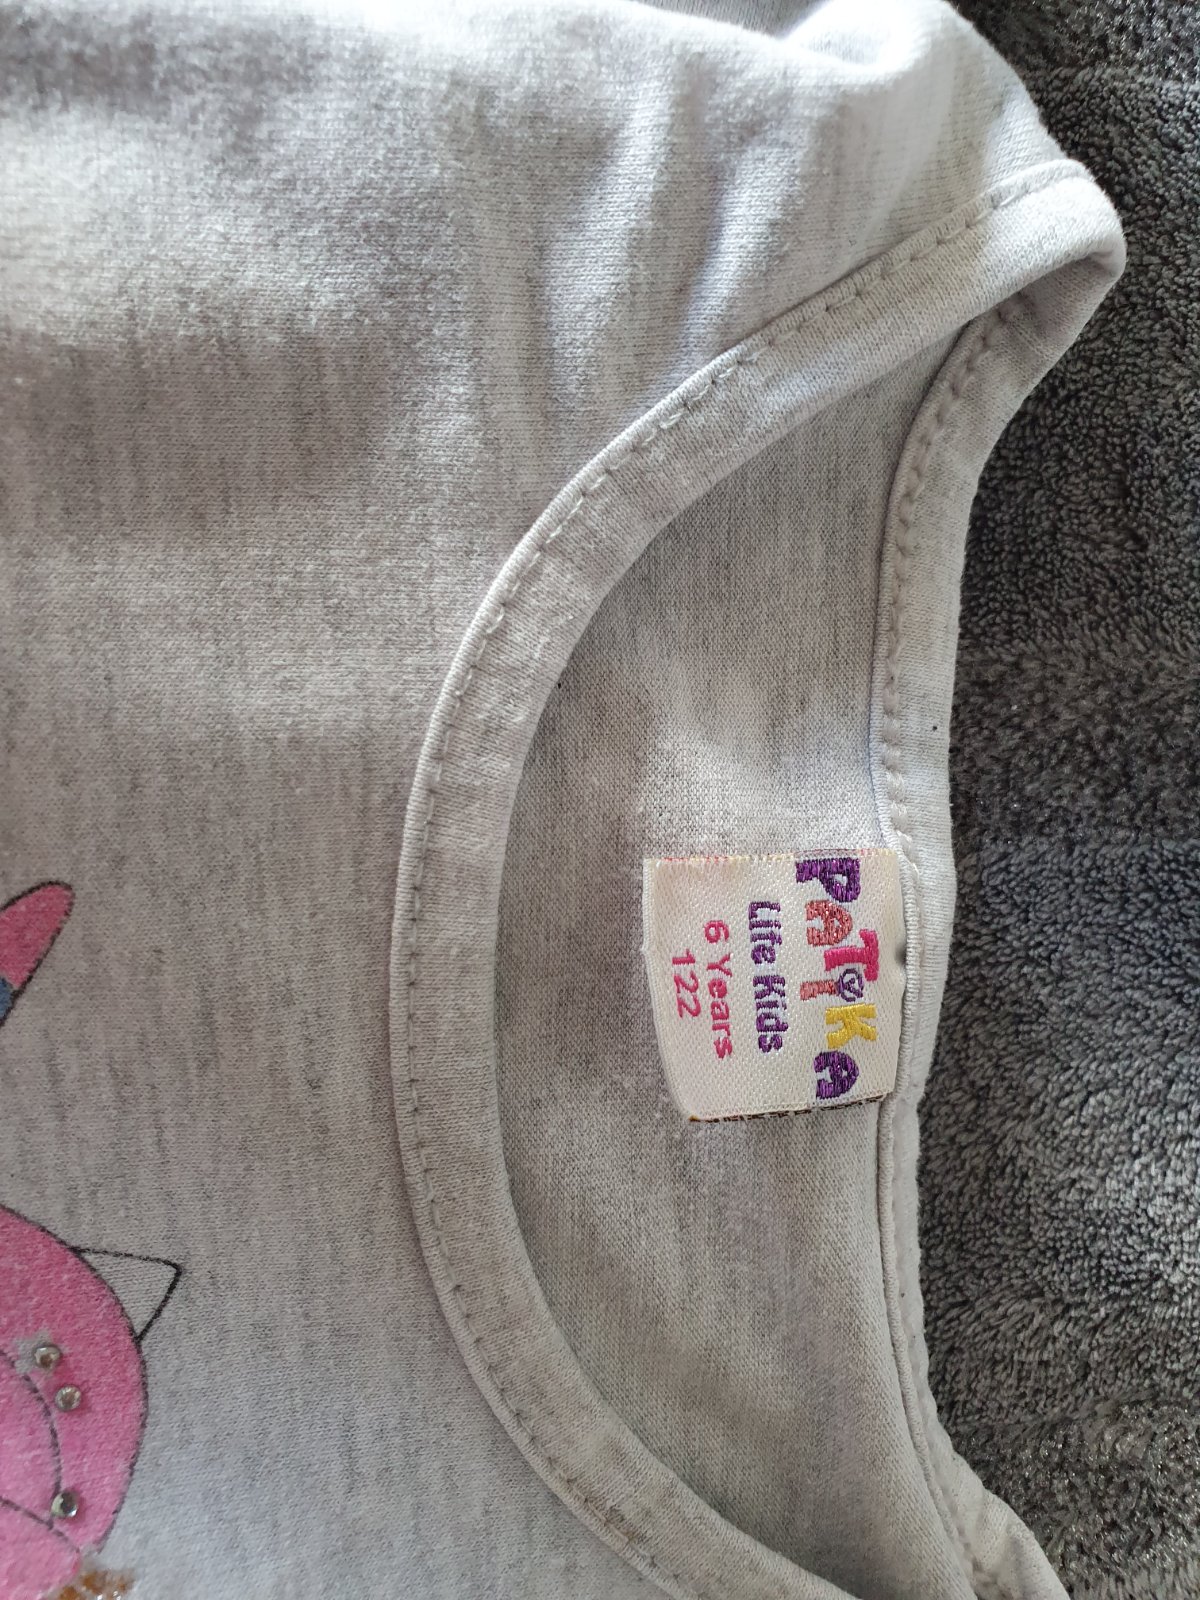 PATiKA
Life Kids
6 Years
122